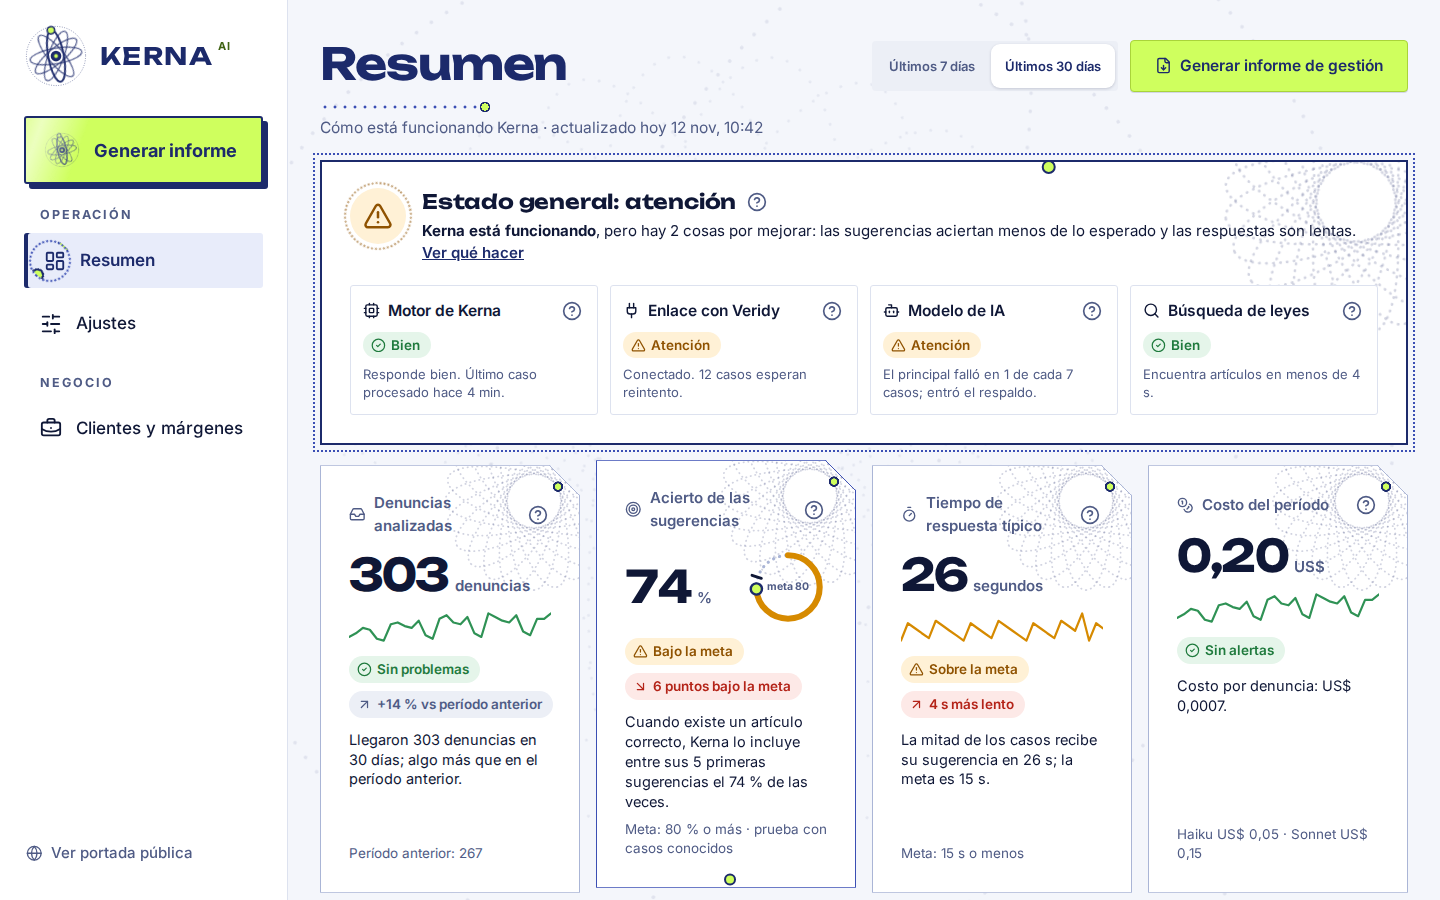 KERNA AI
Generar informe
OPERACIÓN
Resumen
Ajustes
NEGOCIO
Clientes y márgenes
Ver portada pública
Resumen
Últimos 7 días
Últimos 30 días
Generar informe de gestión
Cómo está funcionando Kerna · actualizado hoy 12 nov, 10:42
Estado general: atención
Kerna está funcionando, pero hay 2 cosas por mejorar: las sugerencias aciertan menos de lo esperado y las respuestas son lentas.
Ver qué hacer
Motor de Kerna
Bien
Responde bien. Último caso
procesado hace 4 min.
Enlace con Veridy
Atención
Conectado. 12 casos esperan
reintento.
Modelo de IA
Atención
El principal falló en 1 de cada 7
casos; entró el respaldo.
Búsqueda de leyes
Bien
Encuentra artículos en menos de 4
s.
Denuncias
analizadas
303 denuncias
Sin problemas
+14 % vs período anterior
Llegaron 303 denuncias en
30 días; algo más que en el
período anterior.
Período anterior: 267
Acierto de las
sugerencias
74 %
meta 80
Bajo la meta
6 puntos bajo la meta
Cuando existe un artículo
correcto, Kerna lo incluye
entre sus 5 primeras
sugerencias el 74 % de las
veces.
Meta: 80 % o más · prueba con
casos conocidos
Tiempo de
respuesta típico
26 segundos
Sobre la meta
4 s más lento
La mitad de los casos recibe
su sugerencia en 26 s; la
meta es 15 s.
Meta: 15 s o menos
Costo del período
0,20 US$
Sin alertas
Costo por denuncia: US$
0,0007.
Haiku US$ 0,05 · Sonnet US$
0,15